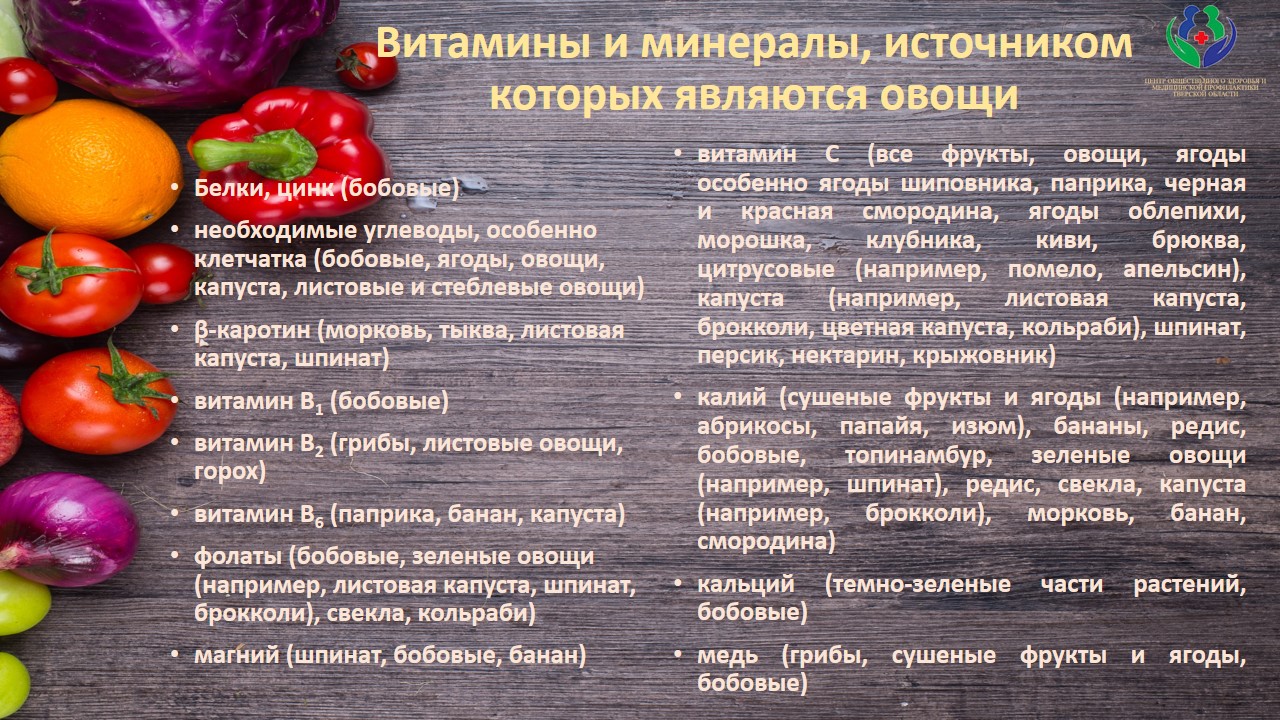 Витамины и минералы, источником
которых являются овощи
ЦЕНТР ОБЩЕСТВЕННОГО ЗДОРОВЬЯ И
МЕДИЦИНСКОЙ ПРОФИЛАКТИКИ
ТВЕРСКОЙ ОБЛАСТИ
• Белки, цинк (бобовые)
• необходимые углеводы, особенно
клетчатка (бобовые, ягоды, овощи,
капуста, листовые и стеблевые овощи)
• β-каротин (морковь, тыква, листовая
капуста, шпинат)
• витамин B₁ (бобовые)
• витамин B₂ (грибы, листовые овощи,
горох)
• витамин B₆ (паприка, банан, капуста)
• фолаты (бобовые, зеленые овощи
(например, листовая капуста, шпинат,
брокколи), свекла, кольраби)
• магний (шпинат, бобовые, банан)
• витамин С (все фрукты, овощи, ягоды
особенно ягоды шиповника, паприка, черная
и красная смородина, ягоды облепихи,
морошка, клубника, киви, брюква,
цитрусовые (например, помело, апельсин),
капуста (например, листовая капуста,
брокколи, цветная капуста, кольраби), шпинат,
персик, нектарин, крыжовник)
• калий (сушеные фрукты и ягоды (например,
абрикосы, папайя, изюм), бананы, редис,
бобовые, топинамбур, зеленые овощи
(например, шпинат), редис, свекла, капуста
(например, брокколи), морковь, банан,
смородина)
• кальций (темно-зеленые части растений,
бобовые)
• медь (грибы, сушеные фрукты и ягоды,
бобовые)